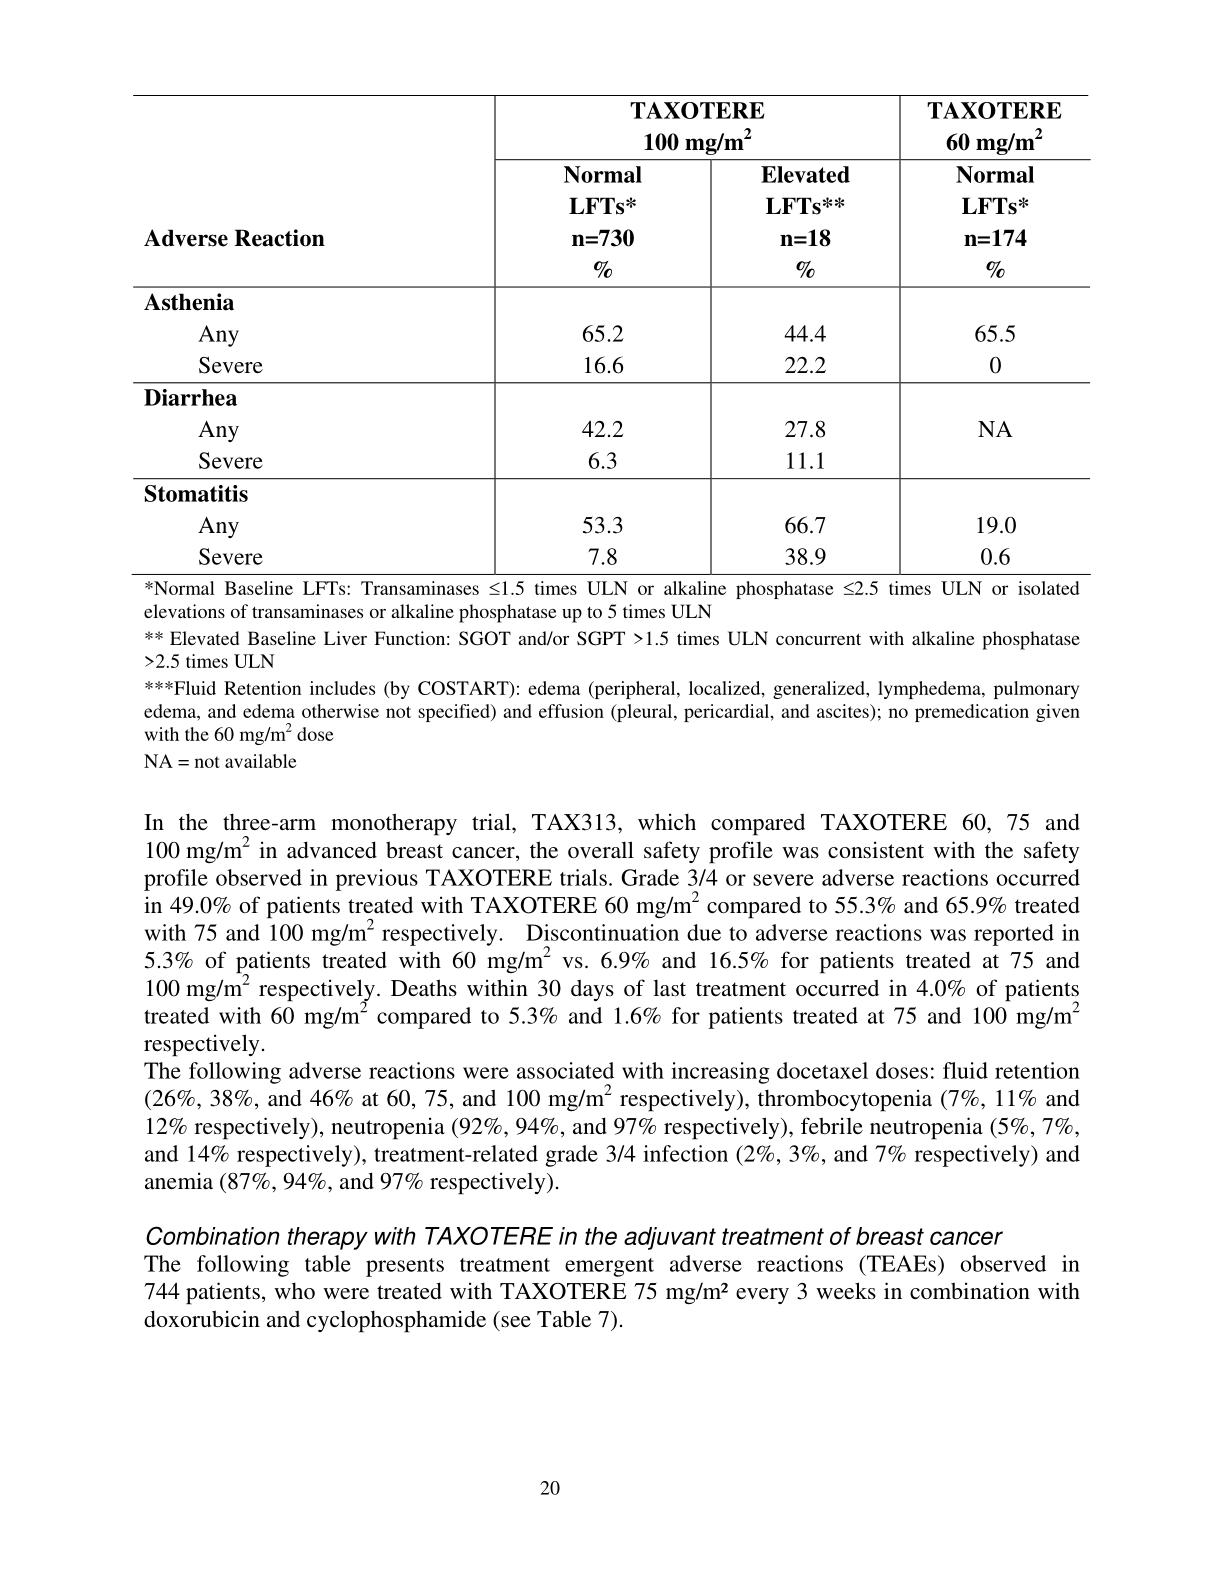 TAXOTERE
100 mg/m2
TAXOTERE
60 mg/m2
Adverse Reaction
Normal
LFTs*
n=730
%
Elevated
LFTs**
n=18
%
Normal
LFTs*
n=174
%
Asthenia
Any 65.2 44.4 65.5
Severe 16.6 22.2 0
Diarrhea
Any 42.2 27.8 NA
Severe 6.3 11.1
Stomatitis
Any 53.3 66.7 19.0
Severe 7.8 38.9 0.6
*Normal Baseline LFTs: Transaminases ≤1.5 times ULN or alkaline phosphatase ≤2.5 times ULN or isolated
elevations of transaminases or alkaline phosphatase up to 5 times ULN
** Elevated Baseline Liver Function: SGOT and/or SGPT >1.5 times ULN concurrent with alkaline phosphatase
>2.5 times ULN
***Fluid Retention includes (by COSTART): edema (peripheral, localized, generalized, lymphedema, pulmonary
edema, and edema otherwise not specified) and effusion (pleural, pericardial, and ascites); no premedication given
with the 60 mg/m2 dose
NA = not available
In the three-arm monotherapy trial, TAX313, which compared TAXOTERE 60, 75 and
100 mg/m2 in advanced breast cancer, the overall safety profile was consistent with the safety
profile observed in previous TAXOTERE trials. Grade 3/4 or severe adverse reactions occurred
in 49.0% of patients treated with TAXOTERE 60 mg/m2 compared to 55.3% and 65.9% treated
with 75 and 100 mg/m2 respectively. Discontinuation due to adverse reactions was reported in
5.3% of patients treated with 60 mg/m2 vs. 6.9% and 16.5% for patients treated at 75 and
100 mg/m2 respectively. Deaths within 30 days of last treatment occurred in 4.0% of patients
treated with 60 mg/m2 compared to 5.3% and 1.6% for patients treated at 75 and 100 mg/m2
respectively.
The following adverse reactions were associated with increasing docetaxel doses: fluid retention
(26%, 38%, and 46% at 60, 75, and 100 mg/m2 respectively), thrombocytopenia (7%, 11% and
12% respectively), neutropenia (92%, 94%, and 97% respectively), febrile neutropenia (5%, 7%,
and 14% respectively), treatment-related grade 3/4 infection (2%, 3%, and 7% respectively) and
anemia (87%, 94%, and 97% respectively).
Combination therapy with TAXOTERE in the adjuvant treatment of breast cancer
The following table presents treatment emergent adverse reactions (TEAEs) observed in
744 patients, who were treated with TAXOTERE 75 mg/m² every 3 weeks in combination with
doxorubicin and cyclophosphamide (see Table 7).
20